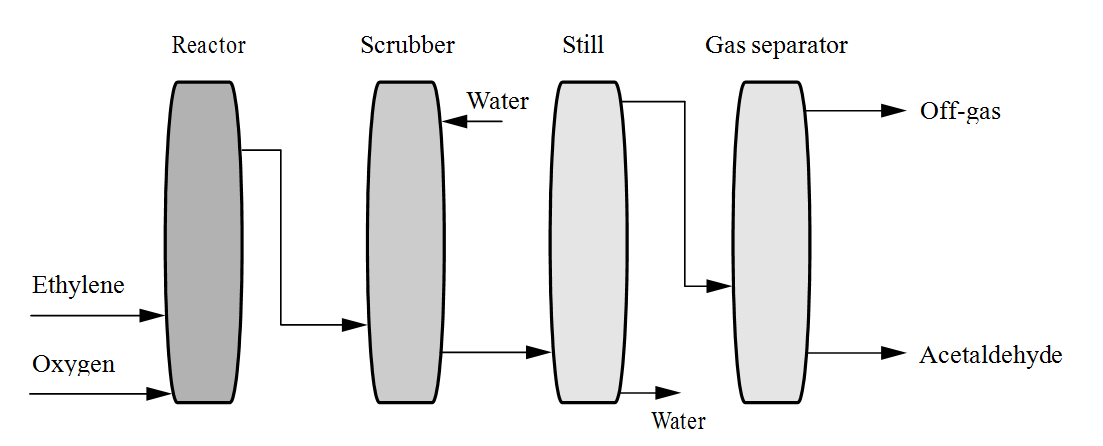 Reactor
Scrubber
Still
Gas separator
Water
Off-gas
Ethylene
Oxygen
Acetaldehyde
Water